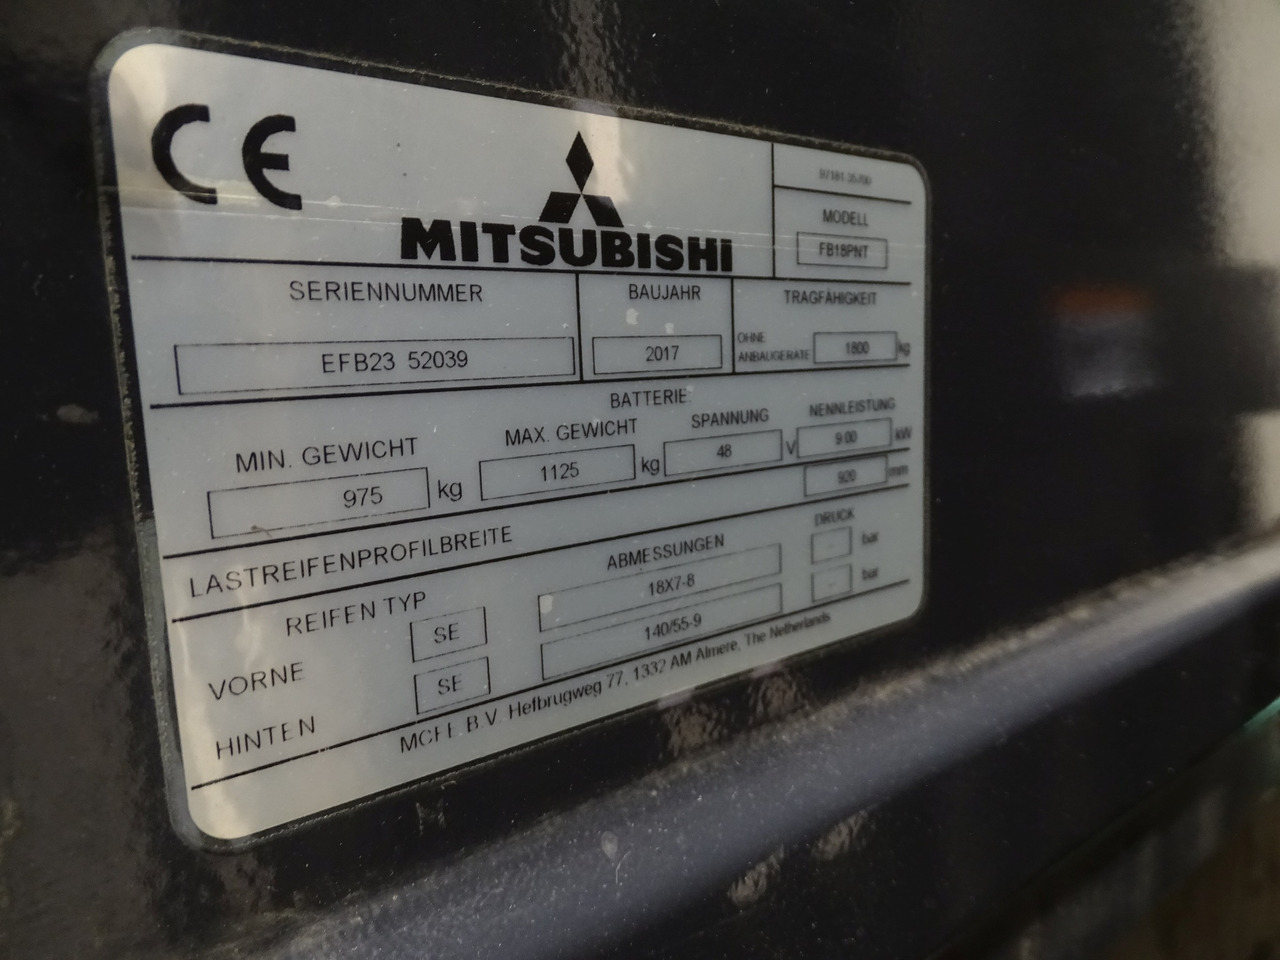 CE
MITSUBISHI
97181-35700
MODELL
FB18PNT
SERIENNUMMER
EFB23 52039
BAUJAHR
2017
TRAGFÄHIGKEIT
OHNE
ANBAUGERÄTE 1800 kg
BATTERIE
MIN. GEWICHT
975 kg
MAX. GEWICHT
1125 kg
SPANNUNG
48 V
NENNLEISTUNG
9.00 kW
LASTREIFENPROFILBREITE 920 mm
REIFEN TYP ABMESSUNGEN DRUCK
VORNE SE 18X7-8 - bar
HINTEN SE 140/55-9 - bar
MCFE B.V. Hefbrugweg 77, 1332 AM Almere, The Netherlands